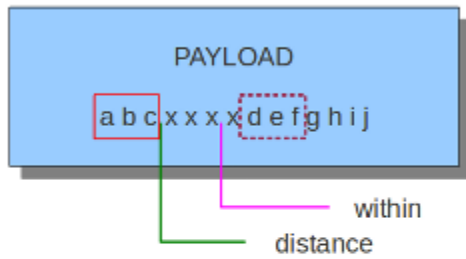 PAYLOAD
a b c x x x x d e f g h i j
within
distance